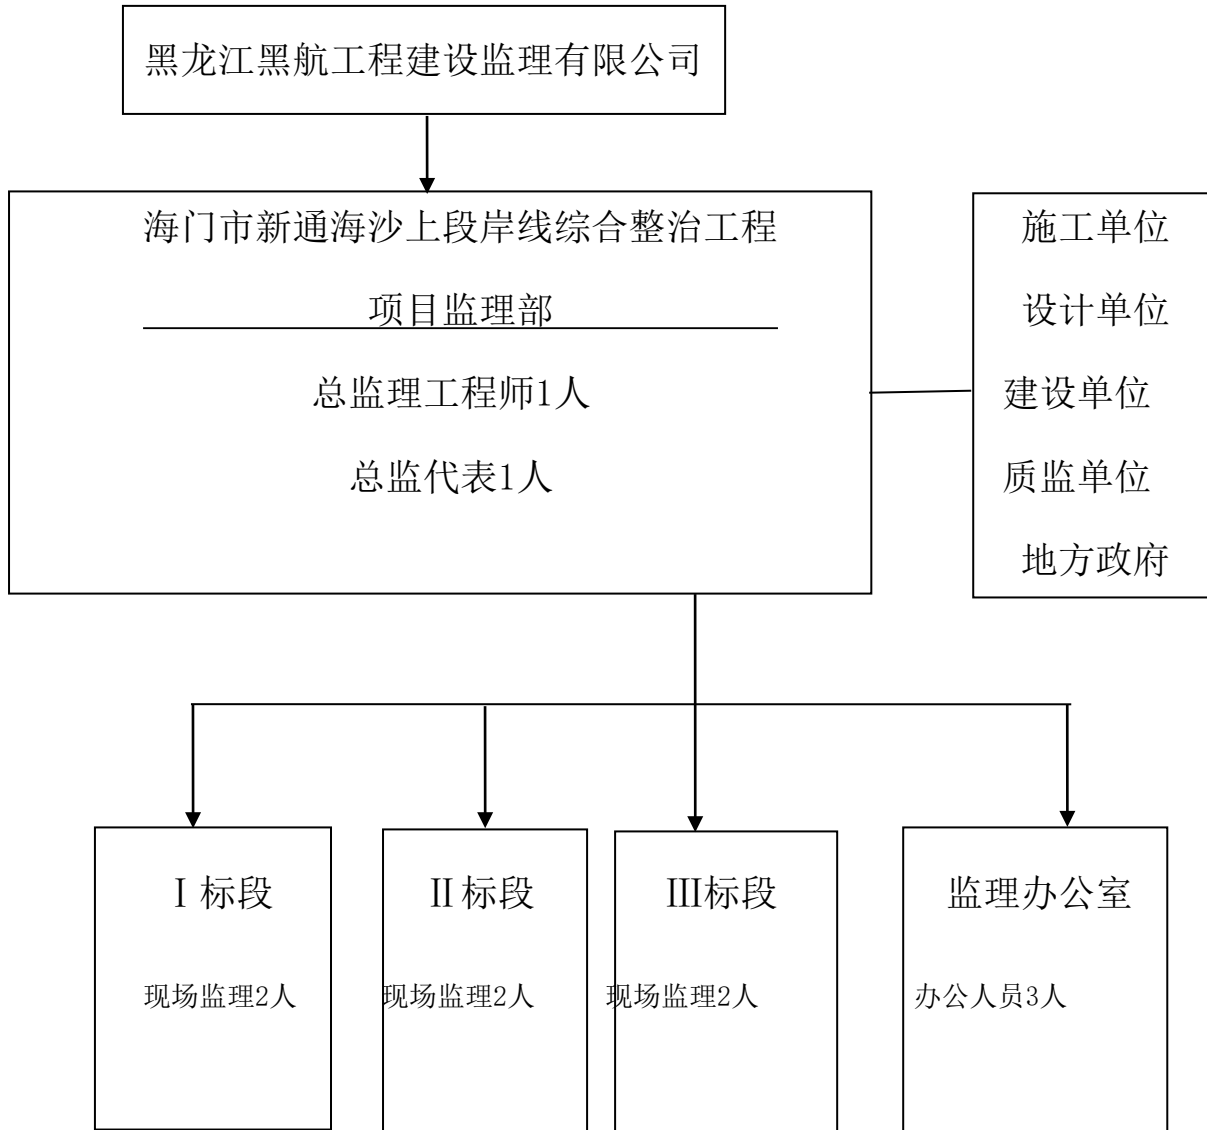 黑龙江黑航工程建设监理有限公司
海门市新通海沙上段岸线综合整治工程
项目监理部
总监理工程师1人
总监代表1人
施工单位
设计单位
建设单位
质监单位
地方政府
Ⅰ标段
现场监理2人
Ⅱ标段
现场监理2人
Ⅲ标段
现场监理2人
监理办公室
办公人员3人